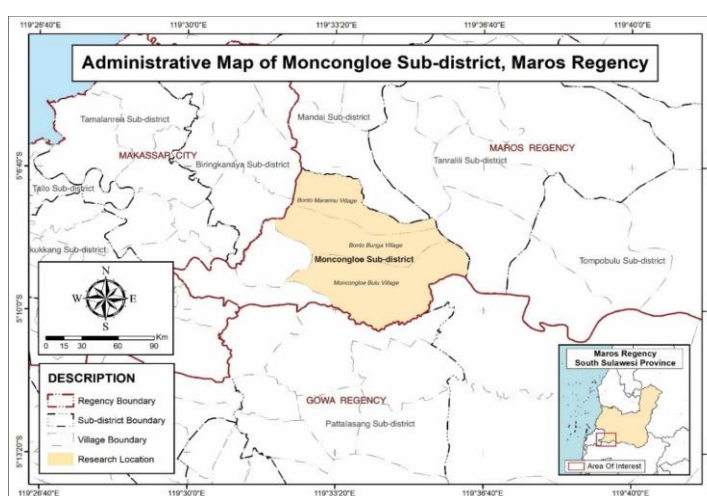 119°26'40" 119°30'0" 119°33'20" 119°36'40" 119°40'0"
Administrative Map of Moncongloe Sub-district, Maros Regency
Tamalanrea Sub-district
Mandai Sub-district
MAKASSAR CITY
Biringkanaya Sub-district
MAROS REGENCY
Tanralili Sub-district
5°6'40"
Tallo Sub-district
Bonto Marannu Village
kukkang Sub-district
Bonto Bunga Village
Moncongloe Sub-district
Tompobulu Sub-district
Moncongloe Bulu Village
N
W E
S
0 15 30 60 90
Km
5°10'0"
DESCRIPTION
Regency Boundary
Sub-district Boundary
Village Boundary
Research Location
GOWA REGENCY
Pattalasang Sub-district
Maros Regency
South Sulawesi Province
Area Of Interest
5°13'20"
119°26'40" 119°30'0" 119°33'20" 119°36'40" 119°40'0"